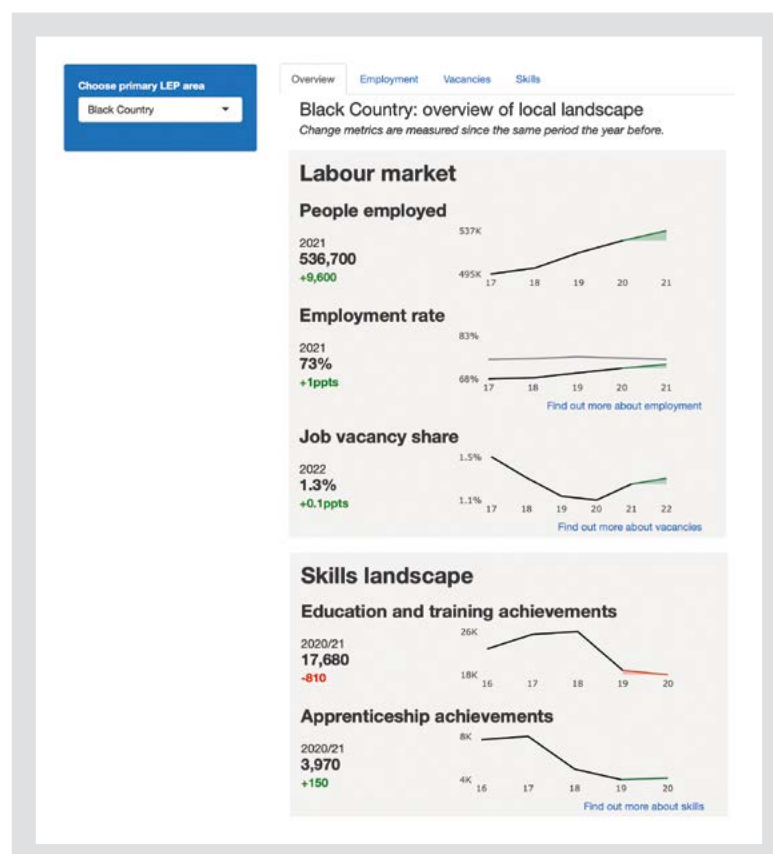 Choose primary LEP area
Black Country
Overview Employment Vacancies Skills
Black Country: overview of local landscape
Change metrics are measured since the same period the year before.
Labour market
People employed
2021
536,700
+9,600
537K
495K
17 18 19 20 21
Employment rate
2021
73%
+1ppts
83%
68%
17 18 19 20 21
Find out more about employment
Job vacancy share
2022
1.3%
+0.1ppts
1.5%
1.1%
17 18 19 20 21 22
Find out more about vacancies
Skills landscape
Education and training achievements
2020/21
17,680
-810
26K
18K
16 17 18 19 20
Apprenticeship achievements
2020/21
3,970
+150
8K
4K
16 17 18 19 20
Find out more about skills